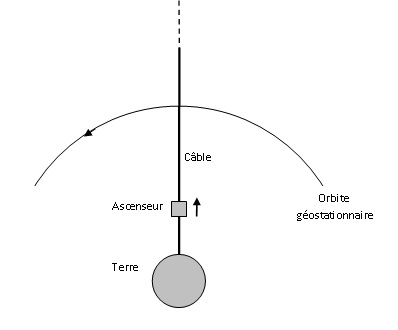 Câble
Ascenseur
Orbite
géostationnaire
Terre